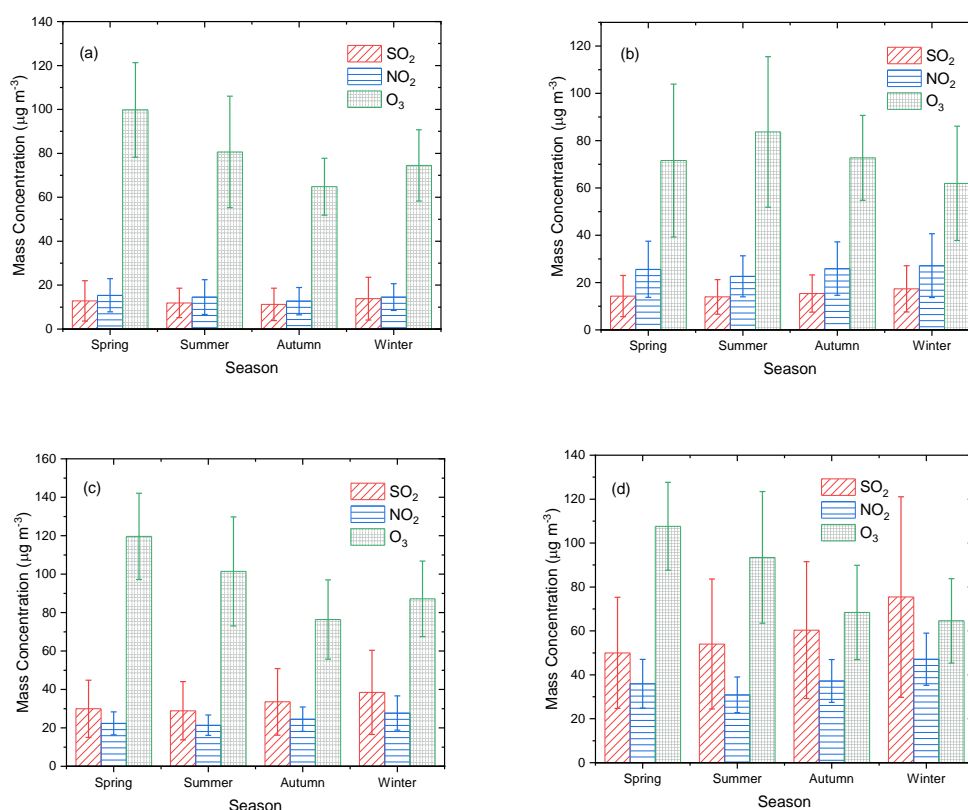 (a)
SO₂
NO₂
O₃
Mass Concentration (μg m⁻³)
140
120
100
80
60
40
20
0
Spring Summer Autumn Winter
Season
(b)
SO₂
NO₂
O₃
Mass Concentration (μg m⁻³)
120
100
80
60
40
20
0
Spring Summer Autumn Winter
Season
(c)
SO₂
NO₂
O₃
Mass Concentration (μg m⁻³)
160
140
120
100
80
60
40
20
0
Spring Summer Autumn Winter
Season
(d)
SO₂
NO₂
O₃
Mass Concentration (μg m⁻³)
140
120
100
80
60
40
20
0
Spring Summer Autumn Winter
Season